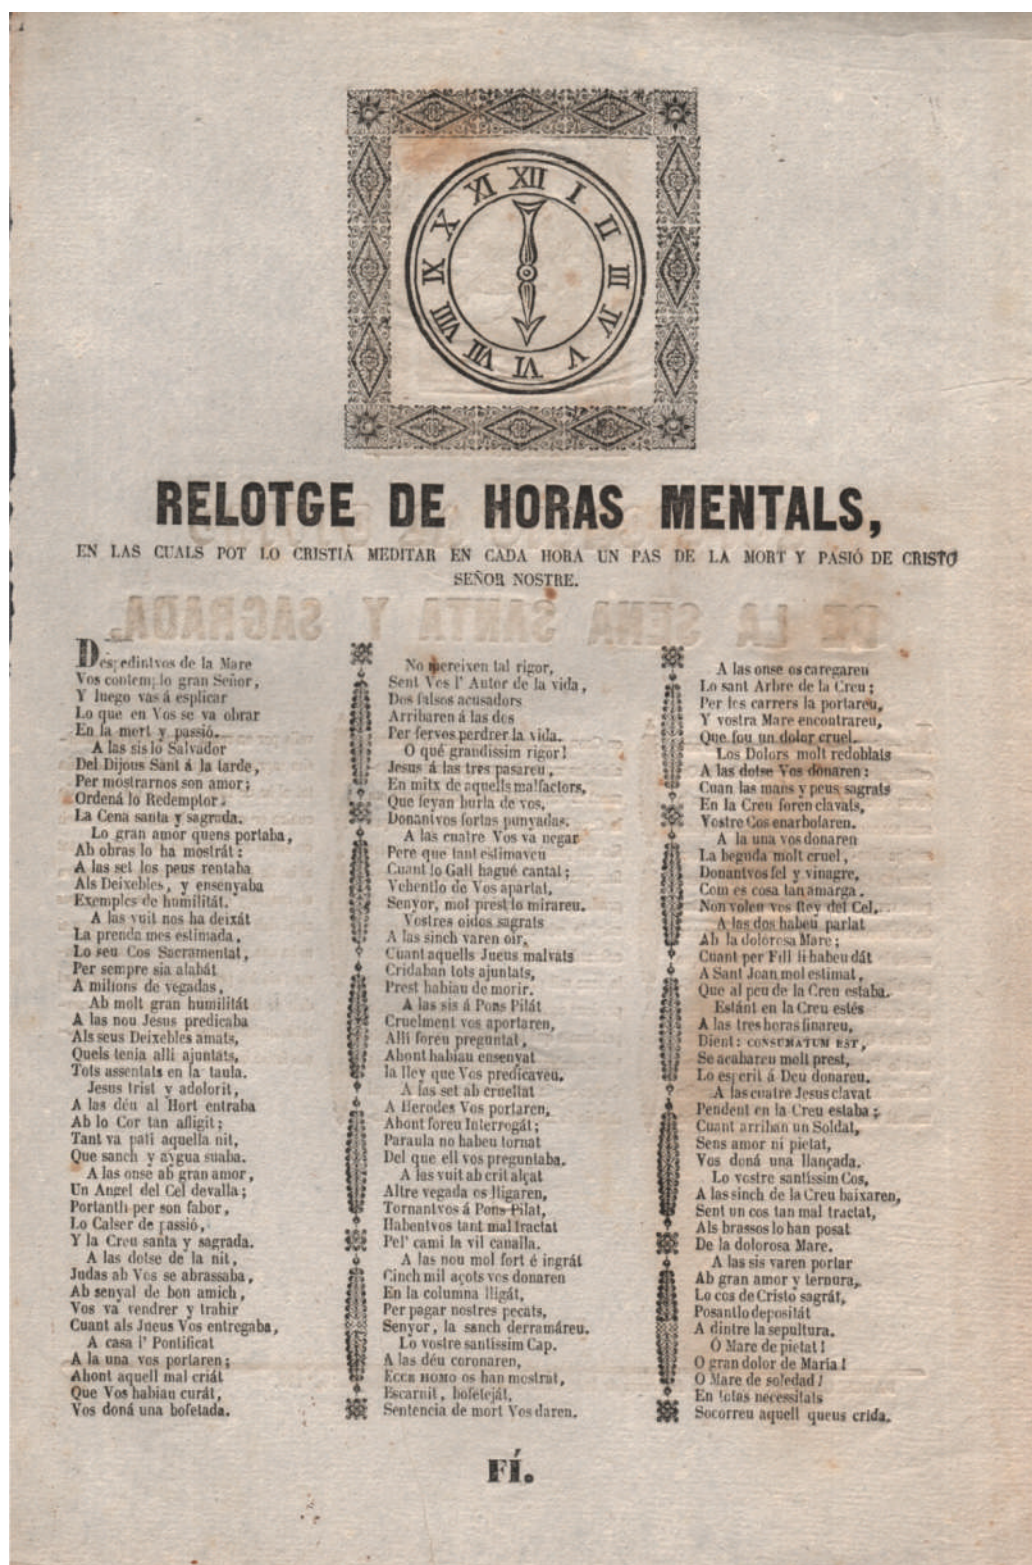 XII
I
II
III
IV
V
VI
VII
VIII
IX
X
XI
RELOTGE DE HORAS MENTALS,
EN LAS CUALS POT LO CRISTIÁ MEDITAR EN CADA HORA UN PAS DE LA MORT Y PASIÓ DE CRISTO
SEÑOR NOSTRE.
Despedintvos de la Mare
Vos contemplo gran Señor,
Y luego vas á esplicar
Lo que en Vos se va obrar
En la mort y passió.
A las sis lo Salvador
Del Dijous Sant á la tarde,
Per mostrarnos son amor;
Ordená lo Redemptor
La Cena santa y sagrada.
Lo gran amor quens portaba,
Ab obras lo ha mostrát:
A las set los peus rentaba
Als Deixebles, y ensenyaba
Exemples de humilitát.
A las vuit nos ha deixát
La prenda mes estimada,
Lo seu Cos Sacramentat,
Per sempre sia alabát
A milions de vegadas,
Ab molt gran humilitát
A las nou Jesus predicaba
Als seus Deixebles amats,
Quels tenia alli ajuntats,
Tots assentats en la taula.
Jesus trist y adolorit,
A las déu al Hort entraba
Ab lo Cor tan afligit;
Tant va pati aquella nit,
Que sanch y aygua suaba.
A las onse ab gran amor,
Un Angel del Cel devalla;
Portantli per son fabor,
Lo Calser de passió,
Y la Creu santa y sagrada.
A las dotse de la nit,
Judas ab Vos se abrassaba,
Ab senyal de bon amich,
Vos va vendrer y trahir
Cuant als Jueus Vos entregaba,
A casa l' Pontificat
A la una vos portaren;
Ahont aquell mal criát
Que Vos habiau curát,
Vos doná una bofetada.
No mereixen tal rigor,
Sent Vos l' Autor de la vida,
Dos falsos acusadors
Arribaren á las dos
Per fervos perdrer la vida.
O qué grandissim rigor!
Jesus á las tres pasareu,
En mitx de aquells malfactors,
Que feyan burla de vos,
Donantvos fortas punyadas.
A las cuatre Vos va negar
Pere que tant estimaveu
Cuant lo Gall hagué cantat;
Vehentlo de Vos apartat,
Senyor, mol prest lo mirareu.
Vostres oidos sagrats
A las sinch varen oir,
Cuant aquells Jueus malvats
Cridaban tots ajuntats,
Prest habiau de morir.
A las sis á Pons Pilát
Cruelment vos aportaren,
Alli foreu preguntat,
Ahont habiau ensenyat
la lley que Vos predicaveu.
A las set ab crueltat
A Herodes Vos portaren,
Ahont foreu Interrogát;
Paraula no habeu tornat
Del que ell vos preguntaba.
A las vuit ab crit alçat
Altre vegada os lligaren,
Tornantvos á Pons Pilat,
Habentvos tant mal tractat
Pel' cami la vil canalla.
A las nou mol fort é ingrát
Cinch mil açots vos donaren
En la columna lligát,
Per pagar nostres pecats,
Senyor, la sanch derramáreu.
Lo vostre santissim Cap.
A las déu coronaren,
ECCE HOMO os han mostrat,
Escarnit, bofeteját,
Sentencia de mort Vos daren.
A las onse os caregareu
Lo sant Arbre de la Creu;
Per les carrers la portareu,
Y vostra Mare encontrareu,
Que fou un dolor cruel.
Los Dolors molt redoblats
A las dotse Vos donaren:
Cuan las mans y peus sagrats
En la Creu foren clavats,
Vostre Cos enarbolaren.
A la una vos donaren
La beguda molt cruel,
Donantvos fel y vinagre,
Com es cosa tan amarga.
Non volen vos Rey del Cel.
A las dos habeu parlat
Ab la dolorosa Mare;
Cuant per Fill li habeu dát
A Sant Joan mol estimat,
Que al peu de la Creu estaba.
Estánt en la Creu estés
A las tres horas finareu,
Dient: CONSUMATUM EST,
Se acabareu molt prest,
Lo esperit á Deu donareu.
A las cuatre Jesus clavat
Pendent en la Creu estaba;
Cuant arriban un Soldat,
Sens amor ni pietat,
Vos doná una llançada.
Lo vostre santissim Cos,
A las sinch de la Creu baixaren,
Sent un cos tan mal tractat,
Als brassos lo han posat
De la dolorosa Mare.
A las sis varen portar
Ab gran amor y ternura,
Lo cos de Cristo sagrát,
Posantlo depositát
A dintre la sepultura.
Ó Mare de pietat!
O gran dolor de María!
O Mare de soledad!
En totas necessitats
Socorreu aquell queus crida.
FÍ.